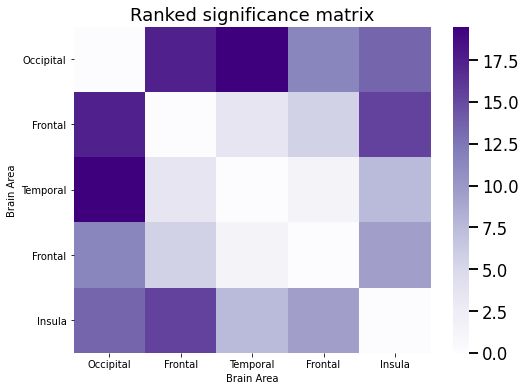 Ranked significance matrix
Brain Area
Occipital
Frontal
Temporal
Frontal
Insula
Occipital Frontal Temporal Frontal Insula
Brain Area
17.5
15.0
12.5
10.0
7.5
5.0
2.5
0.0